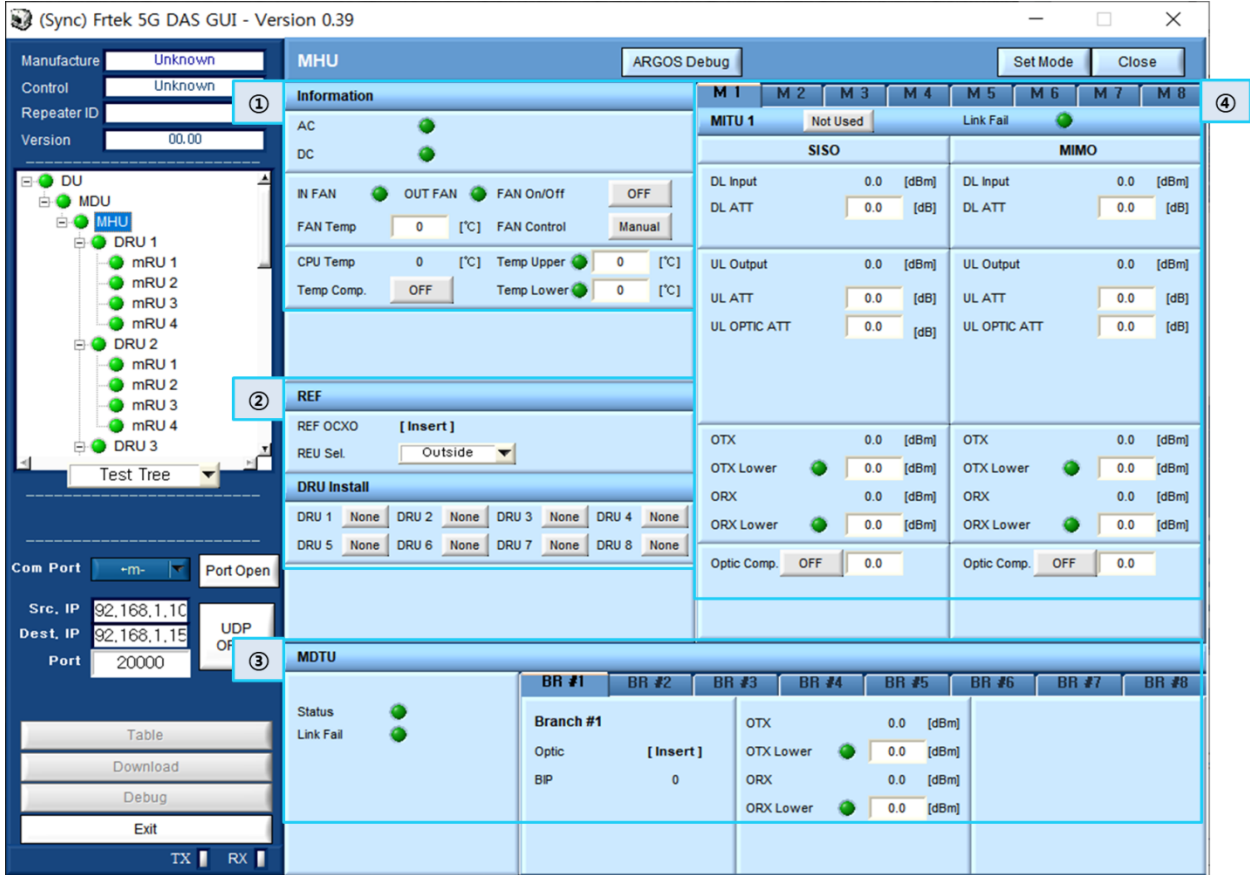 (Sync) Frtek 5G DAS GUI - Version 0.39
Manufacture Unknown
Control Unknown
Repeater ID
Version 00.00
DU
MDU
MHU
DRU 1
mRU 1
mRU 2
mRU 3
mRU 4
DRU 2
mRU 1
mRU 2
mRU 3
mRU 4
DRU 3
Test Tree
Com Port Port Open
Src. IP 92,168,1,10
Dest. IP 92,168,1,15
UDP
Port 20000
Table
Download
Debug
Exit
TX RX
MHU ARGOS Debug Set Mode Close
①
Information
AC
DC
IN FAN OUT FAN FAN On/Off OFF
FAN Temp 0 [℃] FAN Control Manual
CPU Temp 0 [℃] Temp Upper 0 [℃]
Temp Comp. OFF Temp Lower 0 [℃]
②
REF
REF OCXO [ Insert ]
REU Sel. Outside
DRU Install
DRU 1 None DRU 2 None DRU 3 None DRU 4 None
DRU 5 None DRU 6 None DRU 7 None DRU 8 None
④
M 1 M 2 M 3 M 4 M 5 M 6 M 7 M 8
MITU 1 Not Used Link Fail
SISO MIMO
DL Input 0.0 [dBm] DL Input 0.0 [dBm]
DL ATT 0.0 [dB] DL ATT 0.0 [dB]
UL Output 0.0 [dBm] UL Output 0.0 [dBm]
UL ATT 0.0 [dB] UL ATT 0.0 [dB]
UL OPTIC ATT 0.0 [dB] UL OPTIC ATT 0.0 [dB]
OTX 0.0 [dBm] OTX 0.0 [dBm]
OTX Lower 0.0 [dBm] OTX Lower 0.0 [dBm]
ORX 0.0 [dBm] ORX 0.0 [dBm]
ORX Lower 0.0 [dBm] ORX Lower 0.0 [dBm]
Optic Comp. OFF 0.0 Optic Comp. OFF 0.0
③
MDTU
BR #1 BR #2 BR #3 BR #4 BR #5 BR #6 BR #7 BR #8
Status
Link Fail
Branch #1
Optic [ Insert ]
BIP 0
OTX 0.0 [dBm]
OTX Lower 0.0 [dBm]
ORX 0.0 [dBm]
ORX Lower 0.0 [dBm]